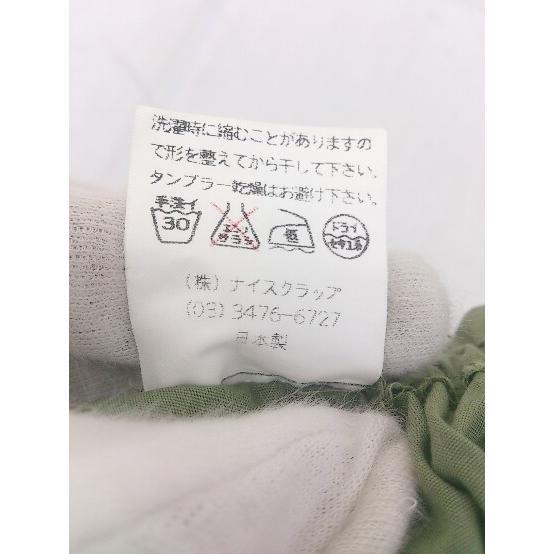 洗濯時に縮むことがありますの
で形を整えてから干して下さい。
タンブラー乾燥はお避け下さい。
手洗イ 30 エンソサラシ 低 ドライ セキユ系
(株) ナイスクラップ
(03) 3476-6727
日本製